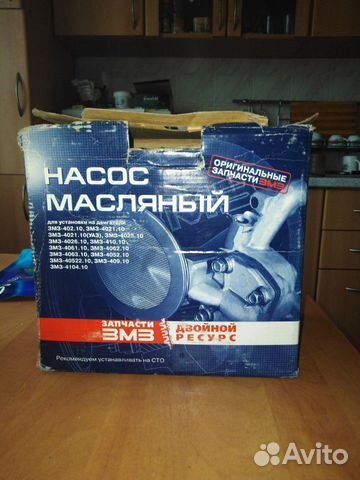 ОРИГИНАЛЬНЫЕ
ЗАПЧАСТИ ЗМЗ
НАСОС
МАСЛЯНЫЙ
для установки на двигатели
ЗМЗ-402.10, ЗМЗ-4021.10
ЗМЗ-4021.10(УАЗ), ЗМЗ-4025.10
ЗМЗ-4026.10, ЗМЗ-410.10
ЗМЗ-4061.10, ЗМЗ-4062.10
ЗМЗ-4063.10, ЗМЗ-4052.10
ЗМЗ-40522.10, ЗМЗ-409.10
ЗМЗ-4104.10
ЗАПЧАСТИ
ЗМЗ
ДВОЙНОЙ
РЕСУРС
Рекомендуем устанавливать на СТО
Avito